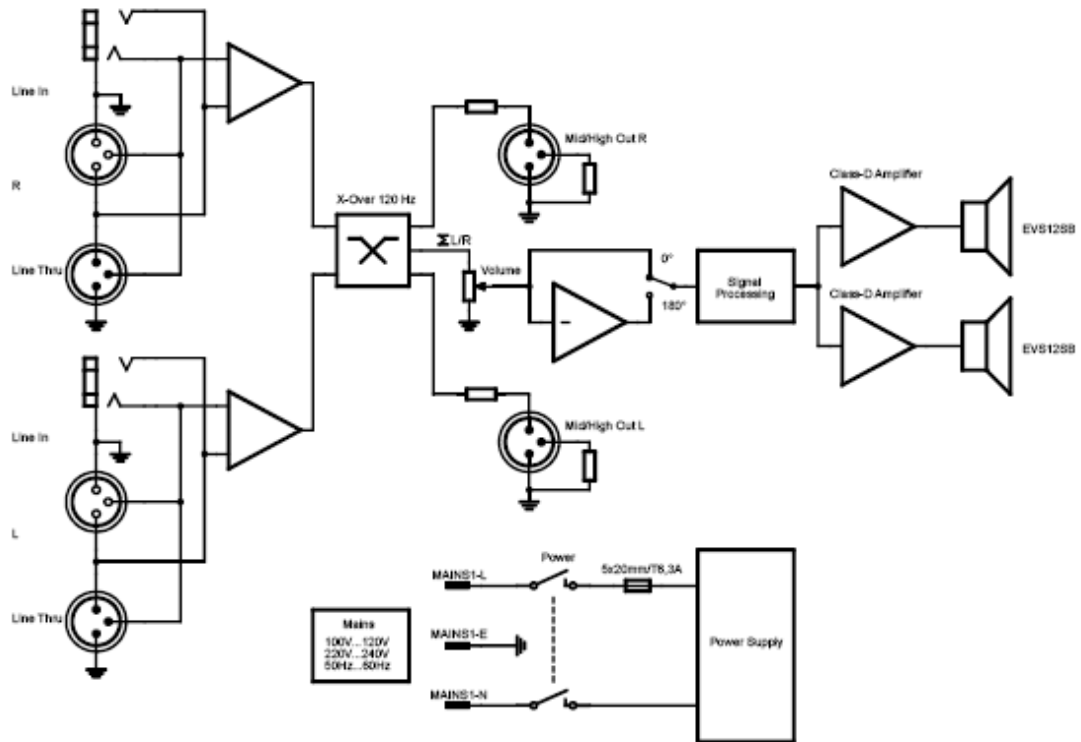 Line In
R
Line Thru
X-Over 120 Hz
ΣL/R
Volume
Mid/High Out R
0°
180°
Signal
Processing
Class-D Amplifier
EVS12SB
Class-D Amplifier
EVS12SB
Line In
L
Line Thru
Mid/High Out L
Mains
100V...120V
220V...240V
50Hz...60Hz
MAINS1-L
Power
5x20mm/T6,3A
MAINS1-E
MAINS1-N
Power Supply